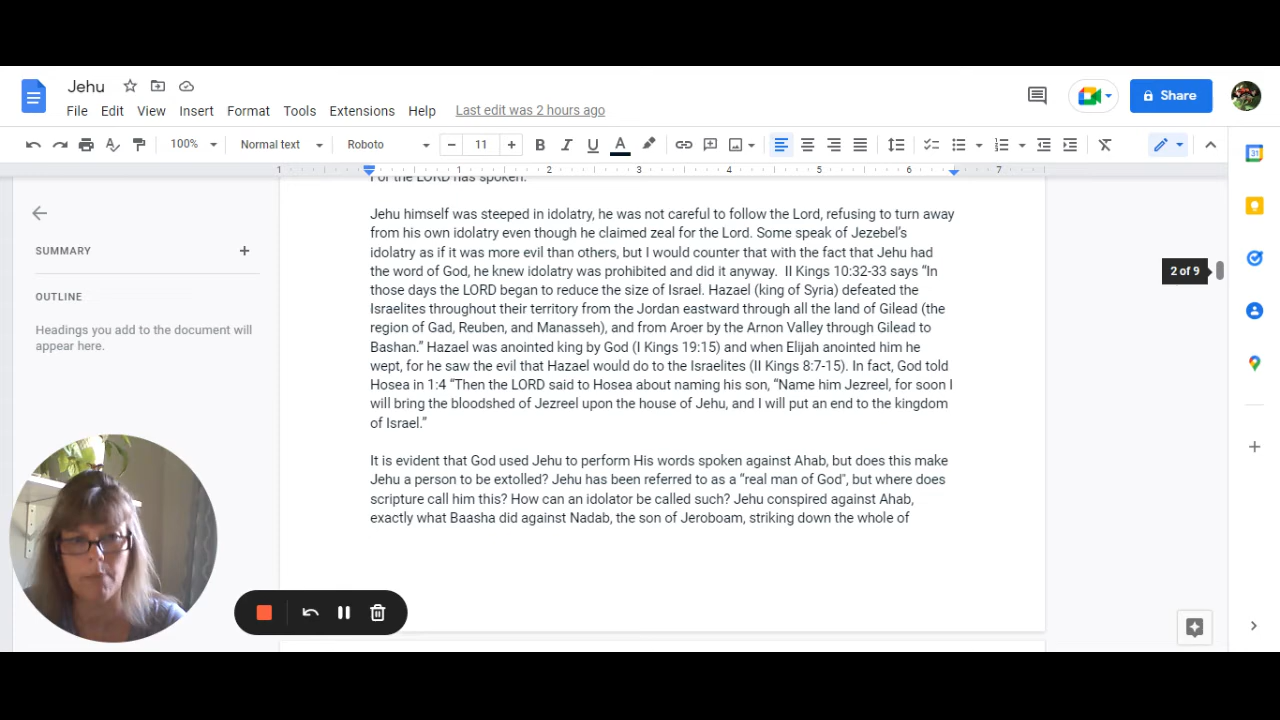 Jehu
File Edit View Insert Format Tools Extensions Help Last edit was 2 hours ago
Share
100% Normal text Roboto 11 B I U A
1 1 2 3 4 5 6 7
31
SUMMARY
OUTLINE
Headings you add to the document will
appear here.
2 of 9
For the LORD has spoken.
Jehu himself was steeped in idolatry, he was not careful to follow the Lord, refusing to turn away
from his own idolatry even though he claimed zeal for the Lord. Some speak of Jezebel's
idolatry as if it was more evil than others, but I would counter that with the fact that Jehu had
the word of God, he knew idolatry was prohibited and did it anyway.  II Kings 10:32-33 says “In
those days the LORD began to reduce the size of Israel. Hazael (king of Syria) defeated the
Israelites throughout their territory from the Jordan eastward through all the land of Gilead (the
region of Gad, Reuben, and Manasseh), and from Aroer by the Arnon Valley through Gilead to
Bashan.” Hazael was anointed king by God (I Kings 19:15) and when Elijah anointed him he
wept, for he saw the evil that Hazael would do to the Israelites (II Kings 8:7-15). In fact, God told
Hosea in 1:4 “Then the LORD said to Hosea about naming his son, “Name him Jezreel, for soon I
will bring the bloodshed of Jezreel upon the house of Jehu, and I will put an end to the kingdom
of Israel.”
It is evident that God used Jehu to perform His words spoken against Ahab, but does this make
Jehu a person to be extolled? Jehu has been referred to as a “real man of God", but where does
scripture call him this? How can an idolator be called such? Jehu conspired against Ahab,
exactly what Baasha did against Nadab, the son of Jeroboam, striking down the whole of